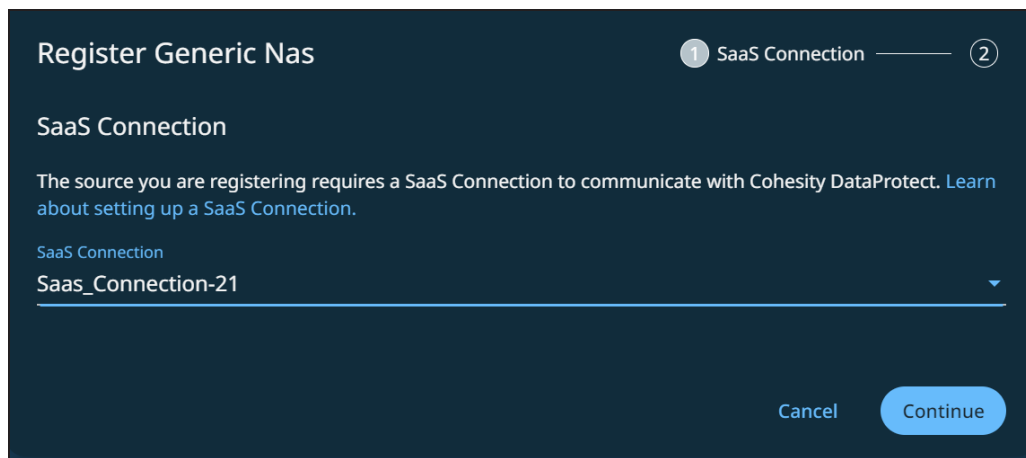 Register Generic Nas
1 SaaS Connection 2
SaaS Connection
The source you are registering requires a SaaS Connection to communicate with Cohesity DataProtect. Learn
about setting up a SaaS Connection.
SaaS Connection
Saas_Connection-21
Cancel Continue